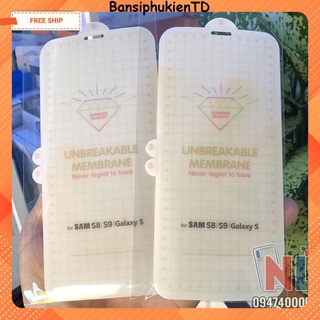 BansiphukienTD
FREE SHIP
UNBREAKABLE
MEMBRANE
Never regret to have
for SAM S8/S9/Galaxy S
UNBREAKABLE
MEMBRANE
Never regret to have
for SAM S8/S9/Galaxy S